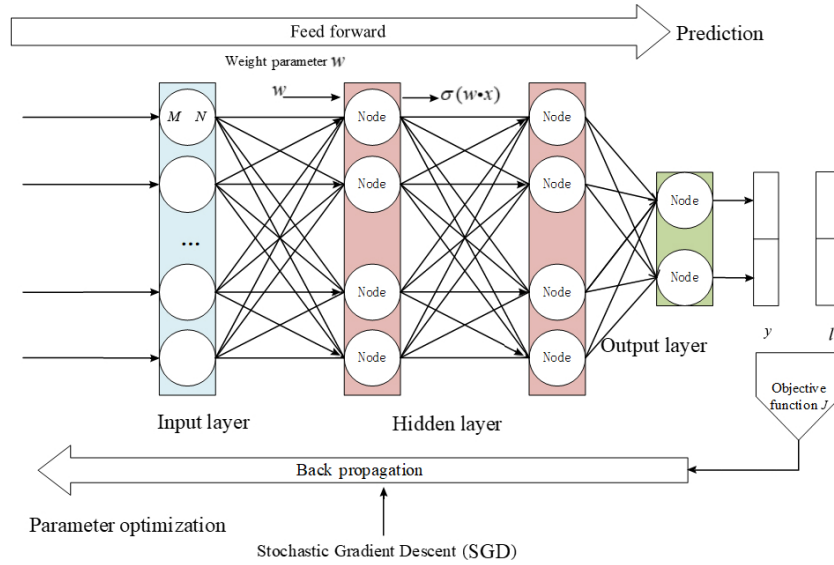 Feed forward
Prediction
Weight parameter w
w
σ(w•x)
M N
Node
Node
Node
Node
Node
Node
...
Node
Node
Node
Node
y
l
Output layer
Input layer
Hidden layer
Objective
function J
Back propagation
Parameter optimization
Stochastic Gradient Descent (SGD)